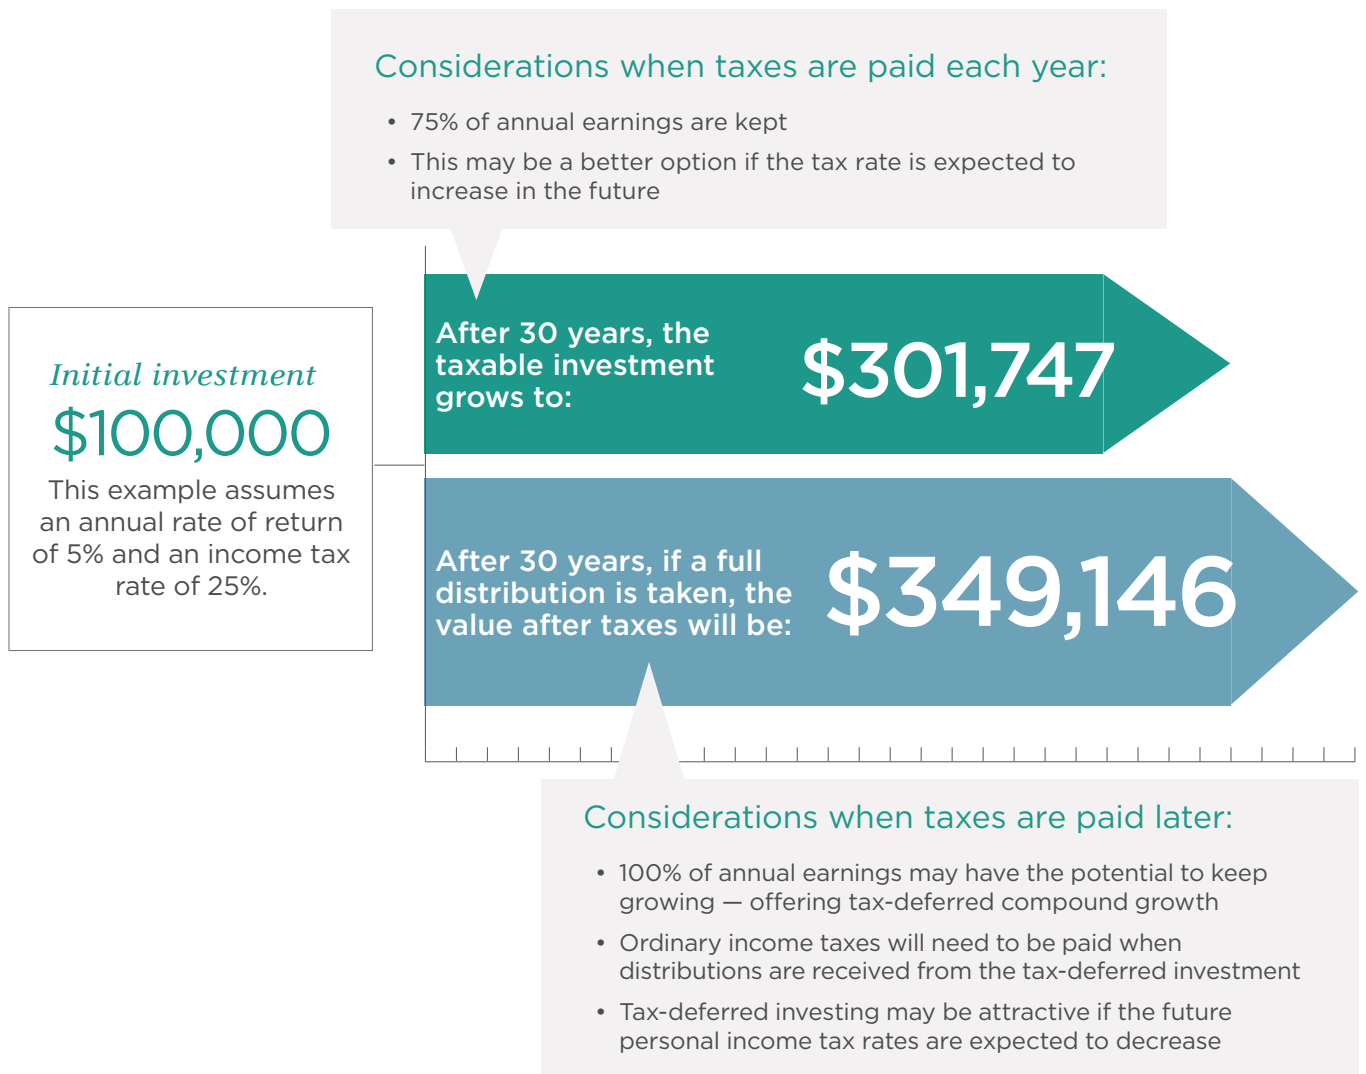 Considerations when taxes are paid each year:
• 75% of annual earnings are kept
• This may be a better option if the tax rate is expected to
increase in the future
Initial investment
$100,000
This example assumes
an annual rate of return
of 5% and an income tax
rate of 25%.
After 30 years, the
taxable investment
grows to:
$301,747
After 30 years, if a full
distribution is taken, the
value after taxes will be:
$349,146
Considerations when taxes are paid later:
• 100% of annual earnings may have the potential to keep
growing — offering tax-deferred compound growth
• Ordinary income taxes will need to be paid when
distributions are received from the tax-deferred investment
• Tax-deferred investing may be attractive if the future
personal income tax rates are expected to decrease